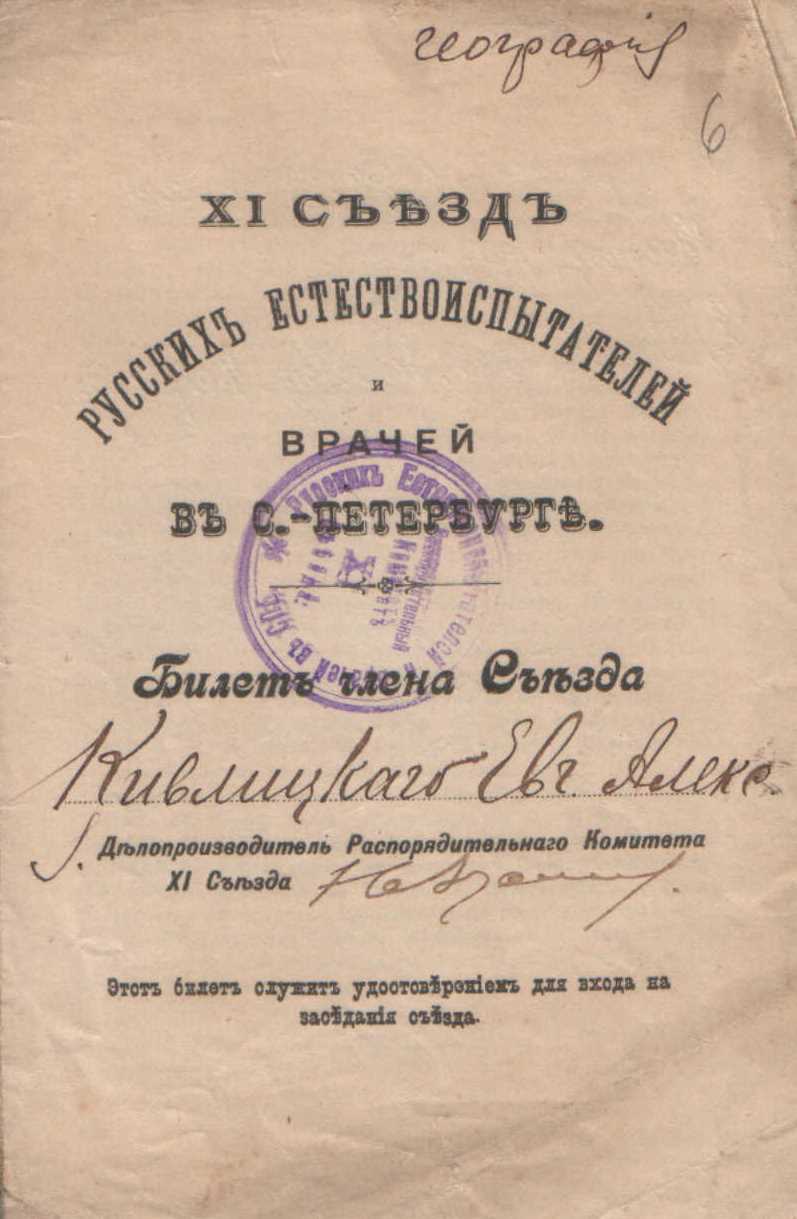 географія
6
XI СЪѢЗДЪ
РУССКИХЪ ЕСТЕСТВОИСПЫТАТЕЛЕЙ
и
ВРАЧЕЙ
ВЪ С.-ПЕТЕРБУРГѢ.
Билетъ члена Съѣзда
Кивлицкаго Евг. Алекс.
Дѣлопроизводитель Распорядительнаго Комитета
XI Съѣзда
Этотъ билетъ служитъ удостовѣреніемъ для входа на
засѣданія съѣзда.